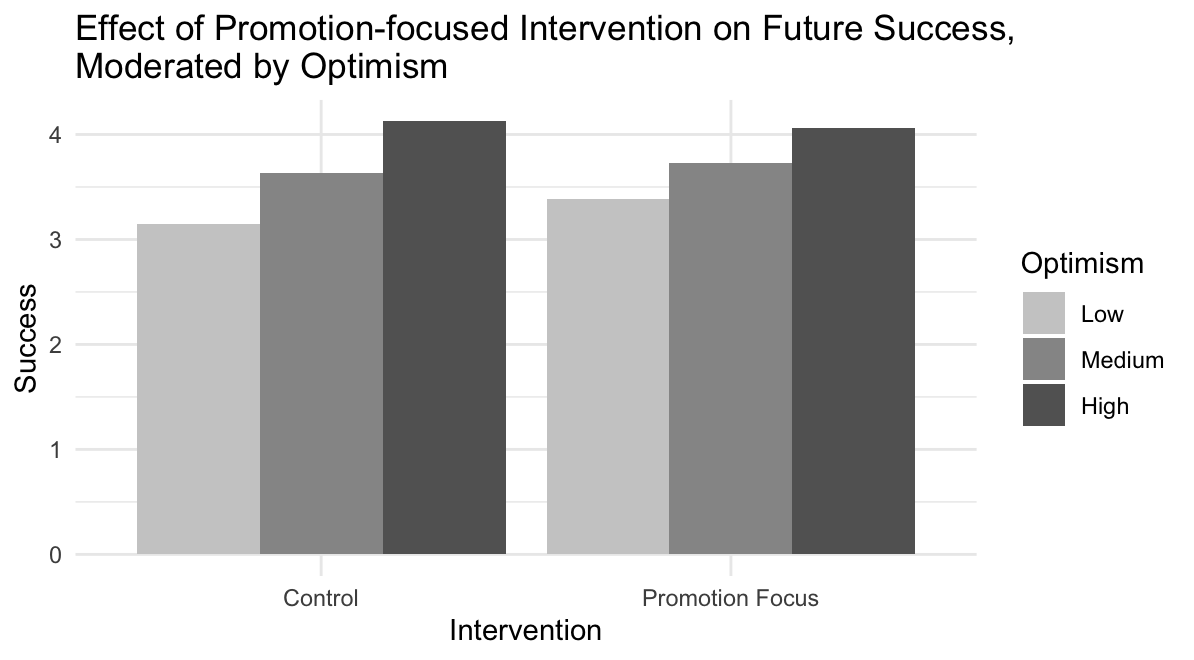 Effect of Promotion-focused Intervention on Future Success,
Moderated by Optimism
4
3
2
1
0
Success
Control
Promotion Focus
Intervention
Optimism
Low
Medium
High